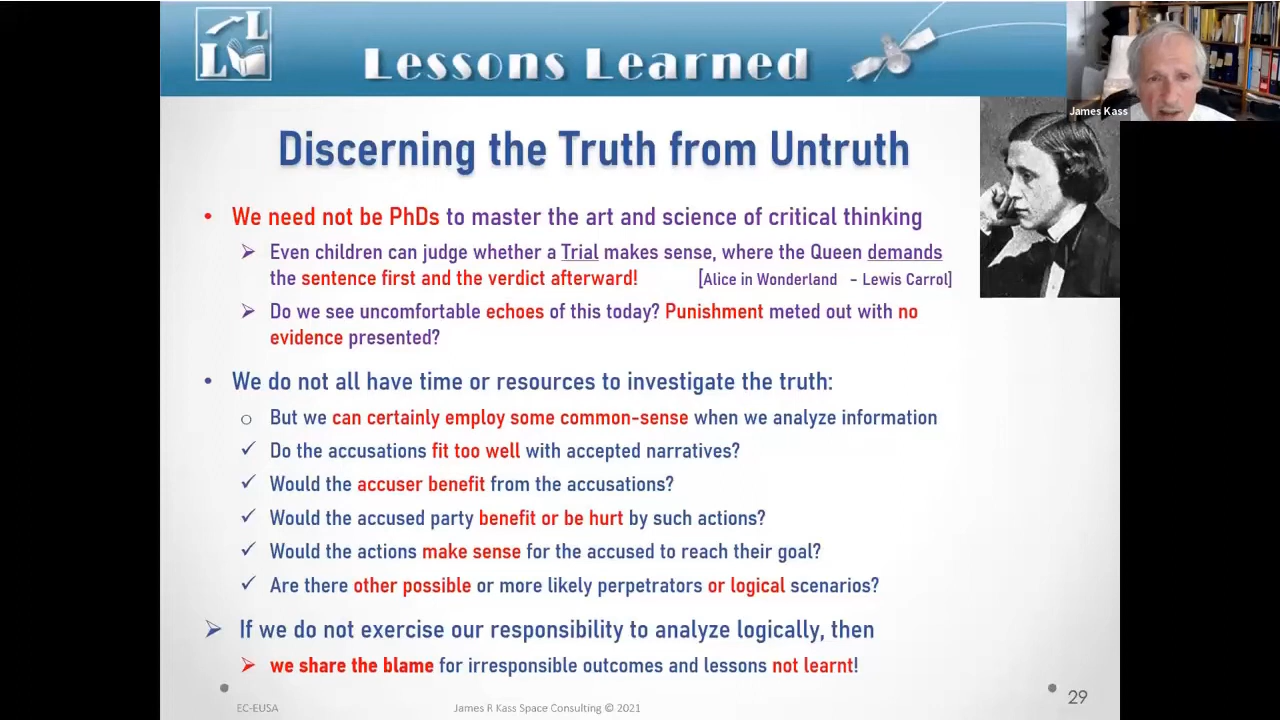 L
L
L
Lessons Learned
James Kass
Discerning the Truth from Untruth
• We need not be PhDs to master the art and science of critical thinking
➢ Even children can judge whether a Trial makes sense, where the Queen demands
the sentence first and the verdict afterward! [Alice in Wonderland - Lewis Carrol]
➢ Do we see uncomfortable echoes of this today? Punishment meted out with no
evidence presented?
• We do not all have time or resources to investigate the truth:
o But we can certainly employ some common-sense when we analyze information
✓ Do the accusations fit too well with accepted narratives?
✓ Would the accuser benefit from the accusations?
✓ Would the accused party benefit or be hurt by such actions?
✓ Would the actions make sense for the accused to reach their goal?
✓ Are there other possible or more likely perpetrators or logical scenarios?
➢ If we do not exercise our responsibility to analyze logically, then
➢ we share the blame for irresponsible outcomes and lessons not learnt!
EC-EUSA
James R Kass Space Consulting © 2021
29